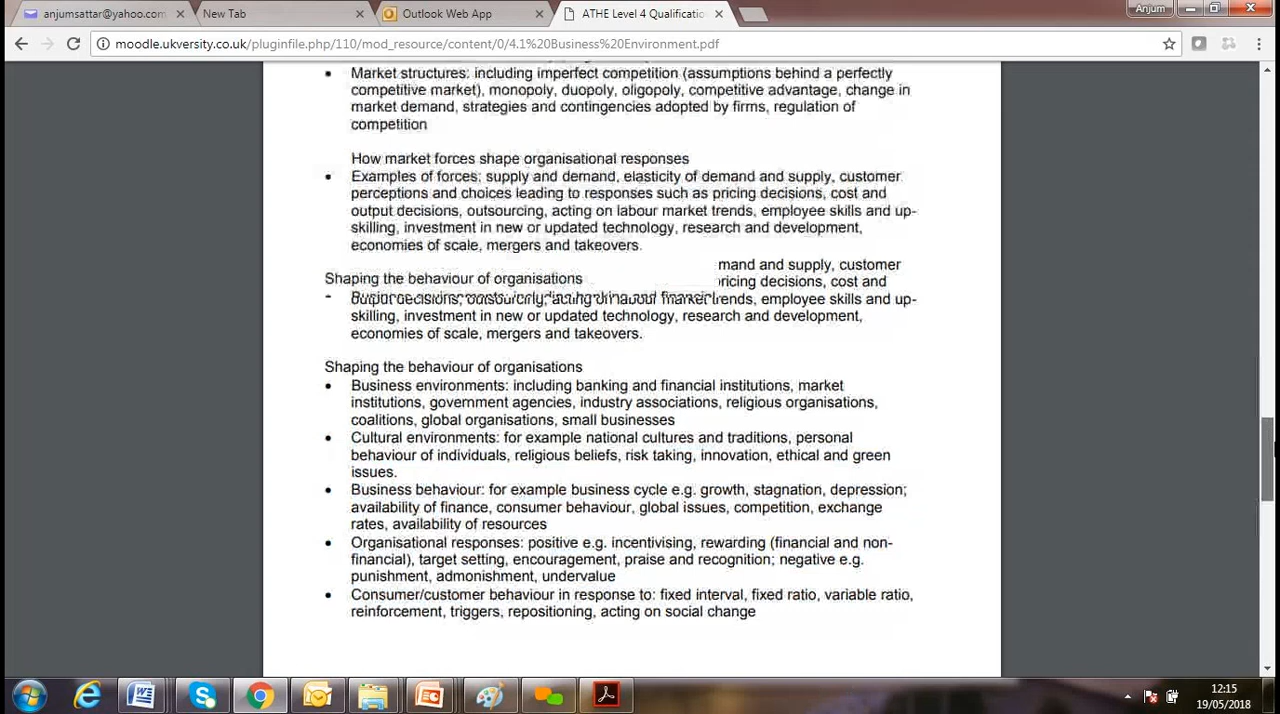 anjumsattar@yahoo.com
New Tab
Outlook Web App
ATHE Level 4 Qualificatio
Anjum
moodle.ukversity.co.uk/pluginfile.php/110/mod_resource/content/0/4.1%20Business%20Environment.pdf
• Market structures: including imperfect competition (assumptions behind a perfectly
competitive market), monopoly, duopoly, oligopoly, competitive advantage, change in
market demand, strategies and contingencies adopted by firms, regulation of
competition
How market forces shape organisational responses
• Examples of forces: supply and demand, elasticity of demand and supply, customer
perceptions and choices leading to responses such as pricing decisions, cost and
output decisions, outsourcing, acting on labour market trends, employee skills and up-
skilling, investment in new or updated technology, research and development,
economies of scale, mergers and takeovers.
mand and supply, customer
Shaping the behaviour of organisations
pricing decisions, cost and
trends, employee skills and up-
skilling, investment in new or updated technology, research and development,
economies of scale, mergers and takeovers.
Shaping the behaviour of organisations
• Business environments: including banking and financial institutions, market
institutions, government agencies, industry associations, religious organisations,
coalitions, global organisations, small businesses
• Cultural environments: for example national cultures and traditions, personal
behaviour of individuals, religious beliefs, risk taking, innovation, ethical and green
issues.
• Business behaviour: for example business cycle e.g. growth, stagnation, depression;
availability of finance, consumer behaviour, global issues, competition, exchange
rates, availability of resources
• Organisational responses: positive e.g. incentivising, rewarding (financial and non-
financial), target setting, encouragement, praise and recognition; negative e.g.
punishment, admonishment, undervalue
• Consumer/customer behaviour in response to: fixed interval, fixed ratio, variable ratio,
reinforcement, triggers, repositioning, acting on social change
12:15
19/05/2018